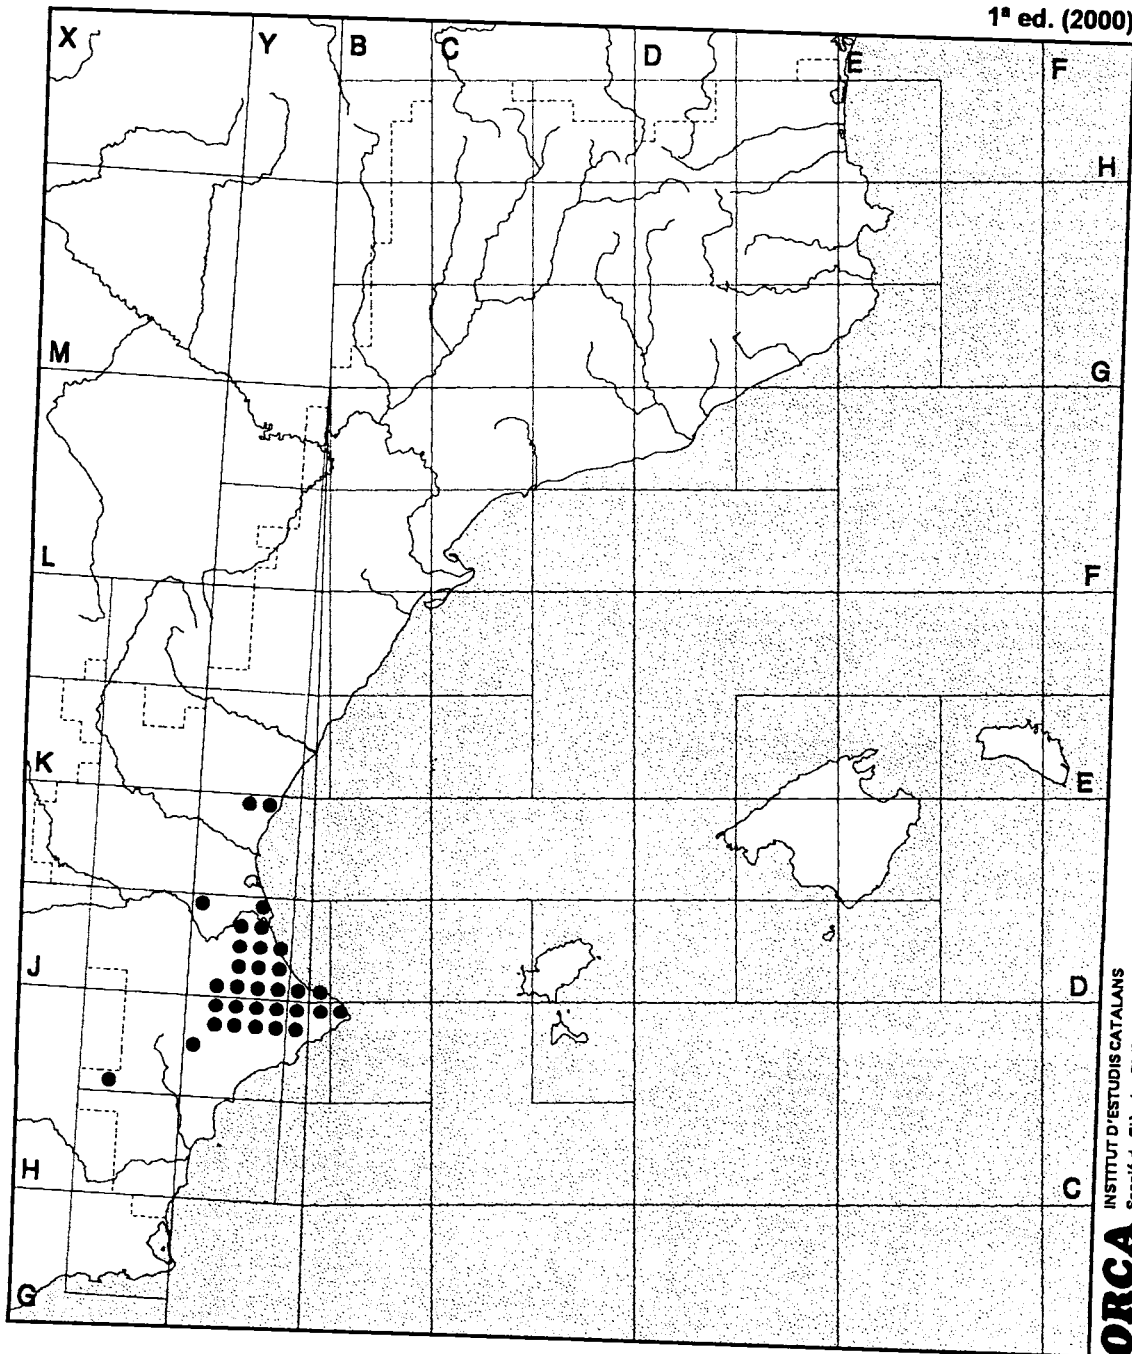 1ª ed. (2000)
X Y B C D E F
H
M G
L F
K E
J D
H C
G
ORCA INSTITUT D'ESTUDIS CATALANS